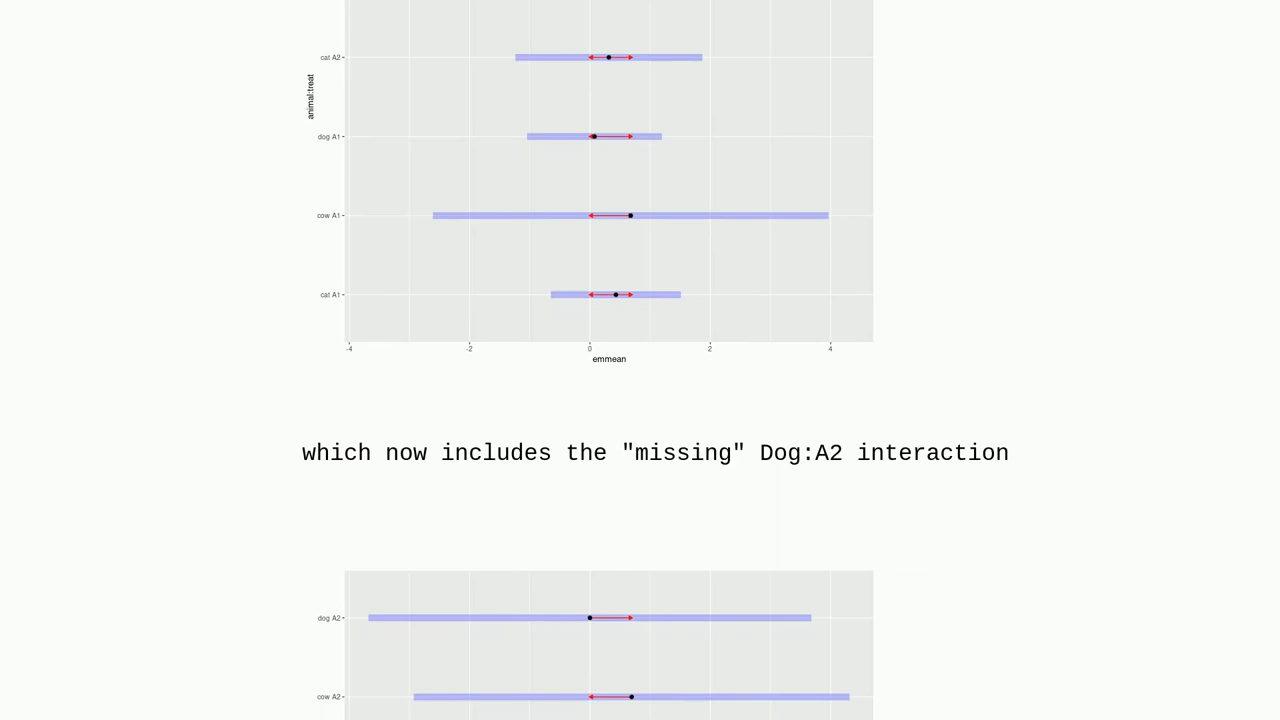 cat A2
animal:treat
dog A1
cow A1
cat A1
-4 -2 0 2 4
emmean
which now includes the "missing" Dog:A2 interaction
dog A2
cow A2